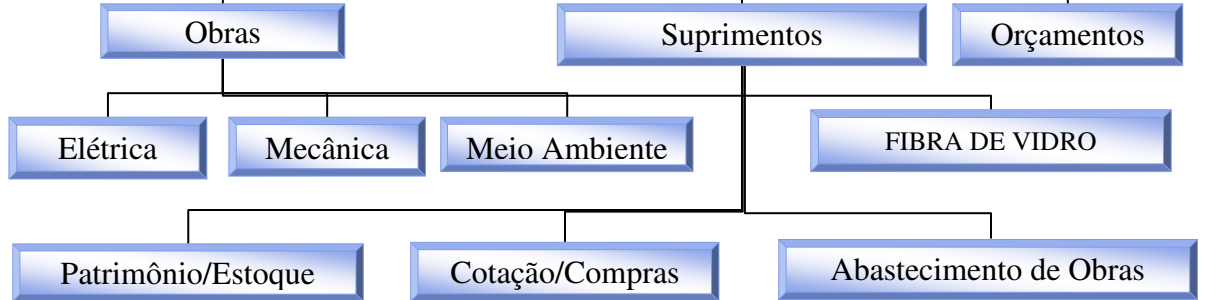 Obras
Suprimentos
Orçamentos
Elétrica
Mecânica
Meio Ambiente
FIBRA DE VIDRO
Patrimônio/Estoque
Cotação/Compras
Abastecimento de Obras